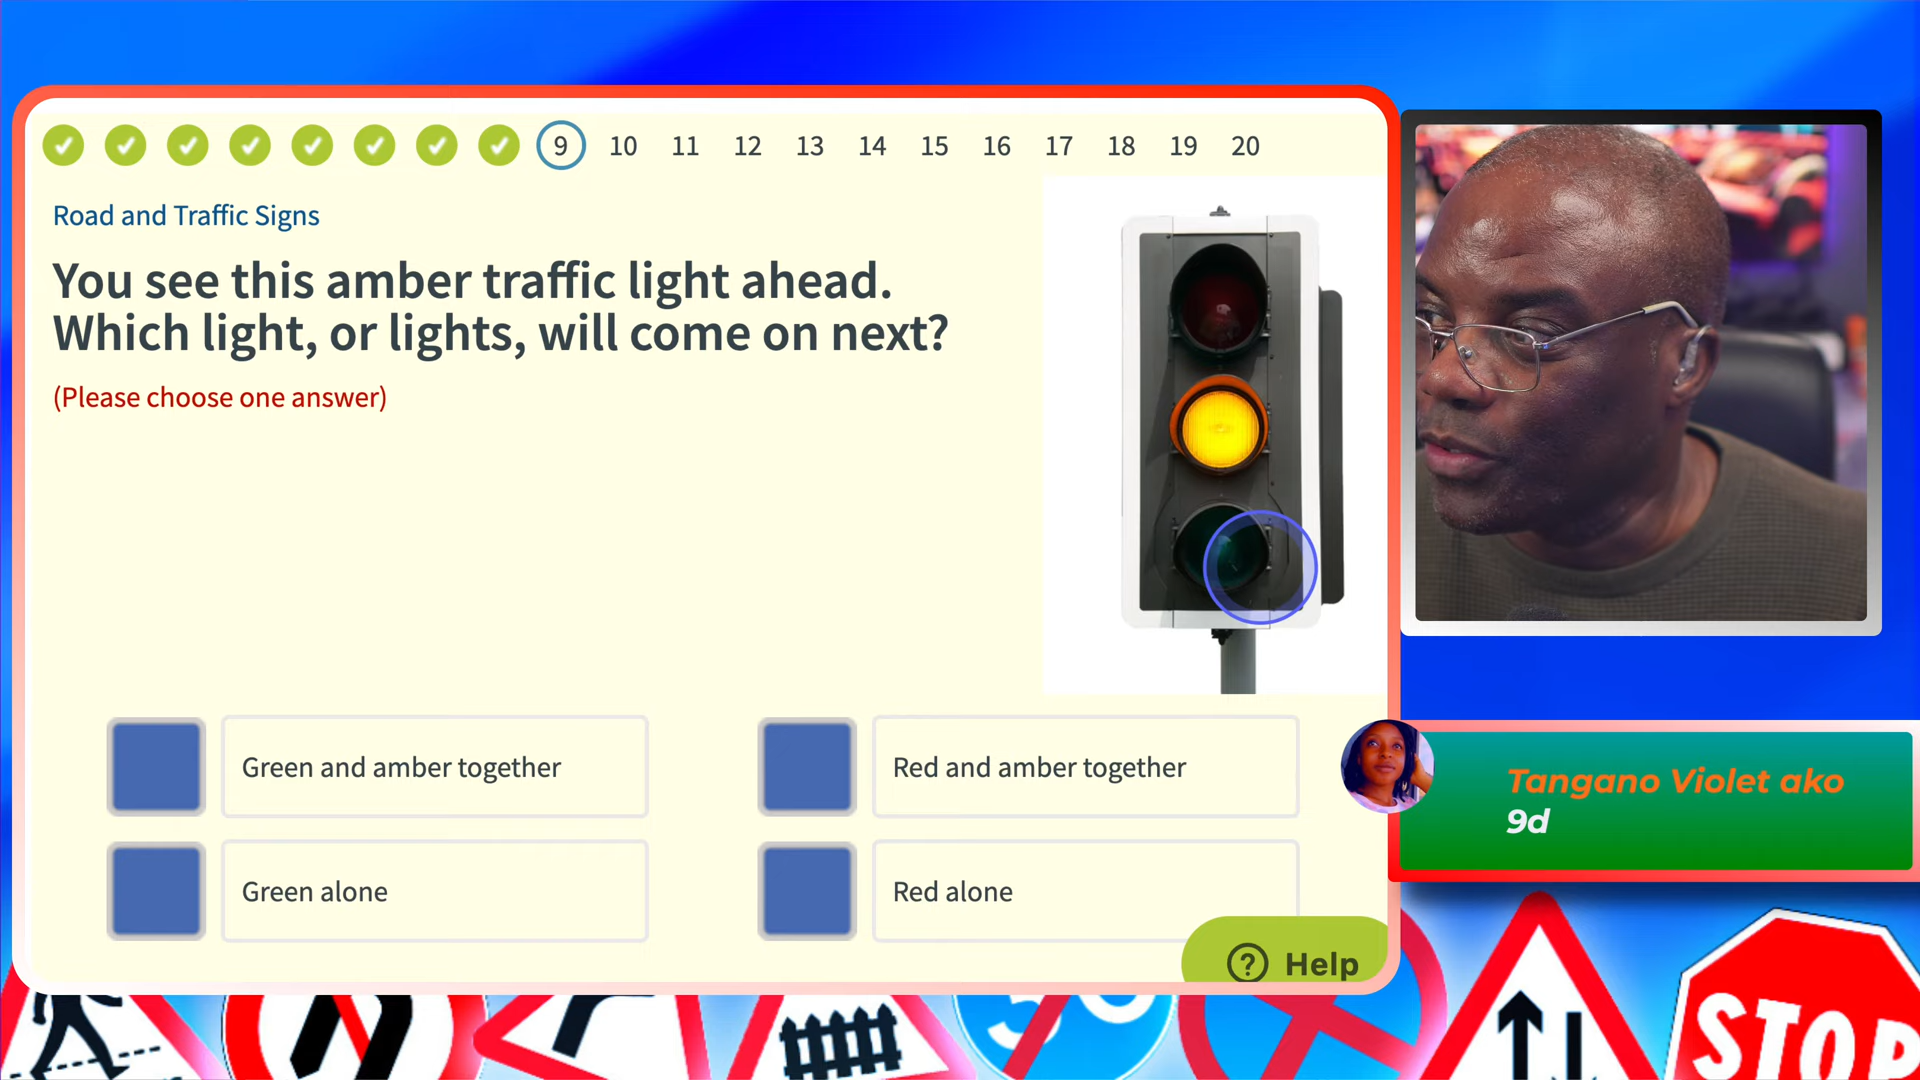 9 10 11 12 13 14 15 16 17 18 19 20
Road and Traffic Signs
You see this amber traffic light ahead.
Which light, or lights, will come on next?
(Please choose one answer)
Green and amber together
Red and amber together
Green alone
Red alone
? Help
Tangano Violet ako
9d
STOP